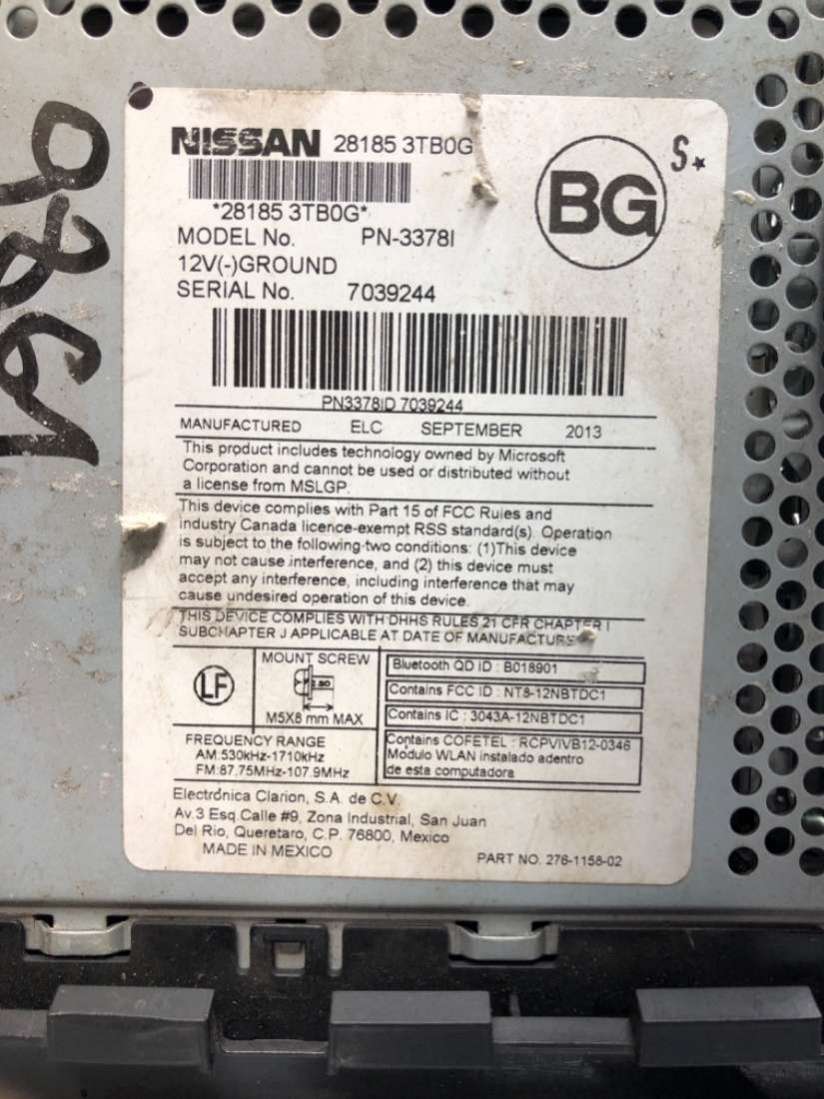 NISSAN 28185 3TB0G
S*
BG
*28185 3TB0G*
MODEL No. PN-3378I
12V(-)GROUND
SERIAL No. 7039244
PN3378ID 7039244
MANUFACTURED ELC SEPTEMBER 2013
This product includes technology owned by Microsoft
Corporation and cannot be used or distributed without
a license from MSLGP.
This device complies with Part 15 of FCC Rules and
industry Canada licence-exempt RSS standard(s). Operation
is subject to the following two conditions: (1)This device
may not cause interference, and (2) this device must
accept any interference, including interference that may
cause undesired operation of this device.
THIS DEVICE COMPLIES WITH DHHS RULES 21 CFR CHAPTER I
SUBCHAPTER J APPLICABLE AT DATE OF MANUFACTURE
LF
MOUNT SCREW
M5X8 mm MAX
Bluetooth QD ID : B018901
Contains FCC ID : NT8-12NBTDC1
Contains IC : 3043A-12NBTDC1
Contains COFETEL : RCPVIVB12-0346
Módulo WLAN instalado adentro
de esta computadora
FREQUENCY RANGE
AM:530kHz-1710kHz
FM:87.75MHz-107.9MHz
Electrónica Clarion, S.A. de C.V.
Av.3 Esq.Calle #9, Zona Industrial, San Juan
Del Rio, Queretaro, C.P. 76800, Mexico
MADE IN MEXICO
PART NO. 276-1158-02